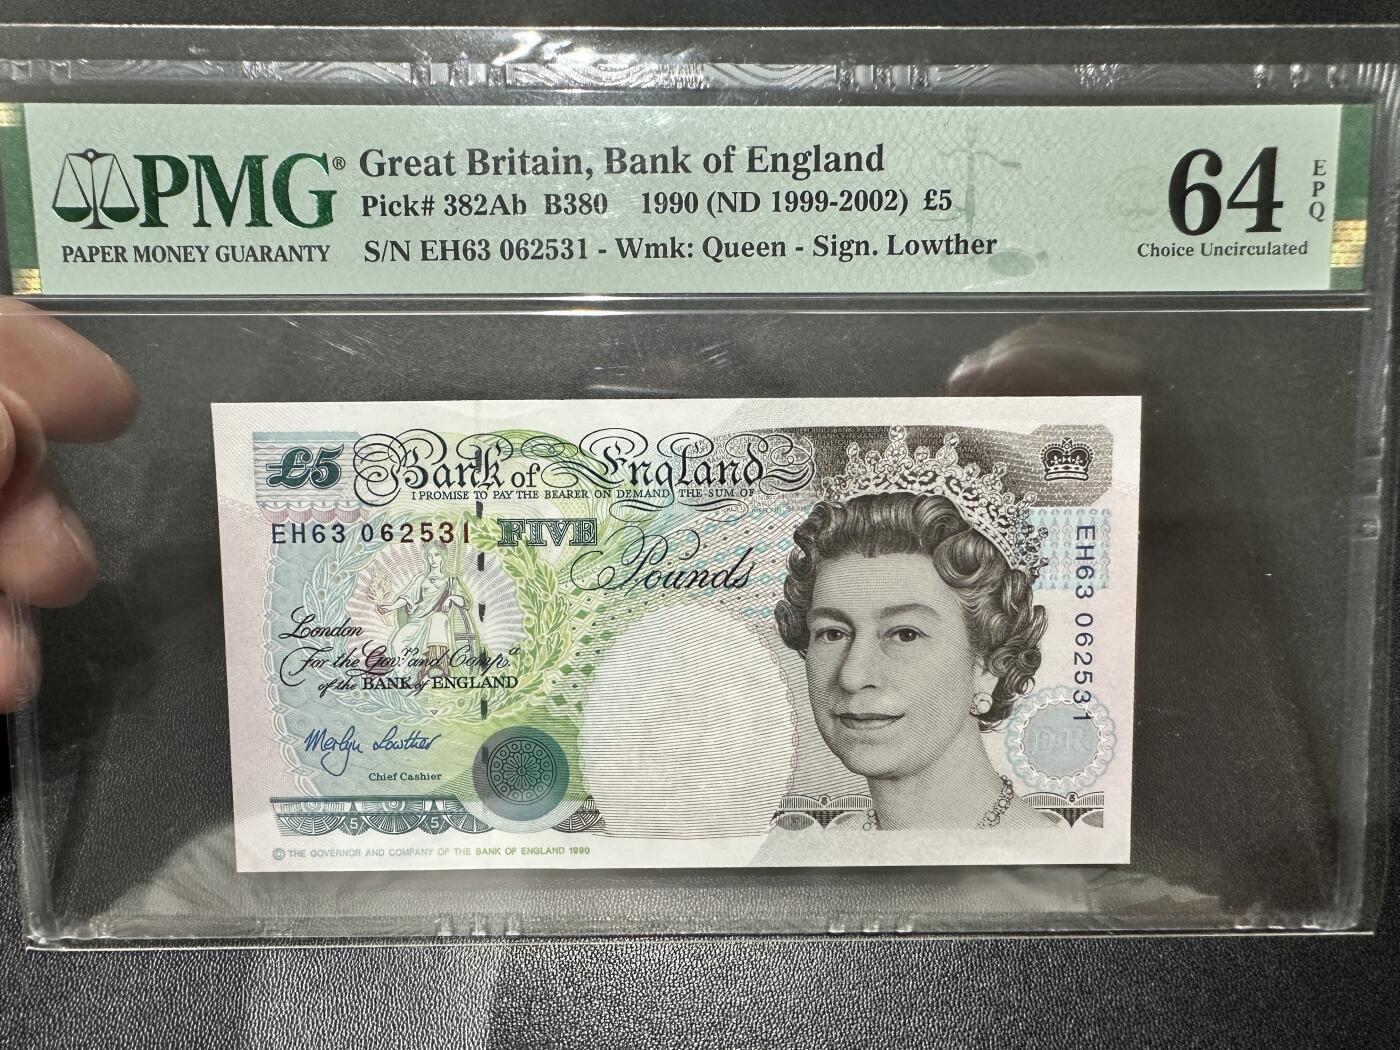 PMG®
PAPER MONEY GUARANTY
Great Britain, Bank of England
Pick# 382Ab B380 1990 (ND 1999-2002) £5
S/N EH63 062531 - Wmk: Queen - Sign. Lowther
64
EPQ
Choice Uncirculated
£5 Bank of England
I PROMISE TO PAY THE BEARER ON DEMAND THE SUM OF
EH63 062531
FIVE
Pounds
EH63 062531
London
For the Govr. and Compa.
of the BANK of ENGLAND
Merlyn Lowther
Chief Cashier
EIIR
5 5
© THE GOVERNOR AND COMPANY OF THE BANK OF ENGLAND 1990